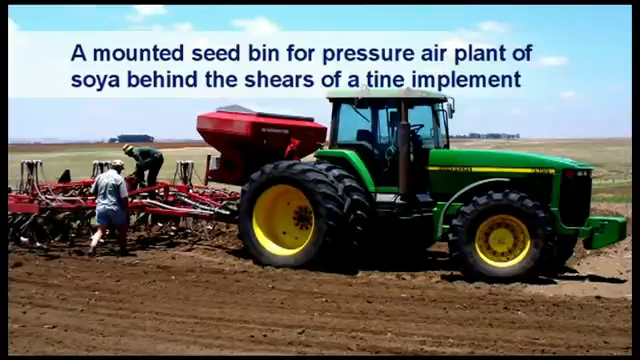 A mounted seed bin for pressure air plant of
soya behind the shears of a tine implement